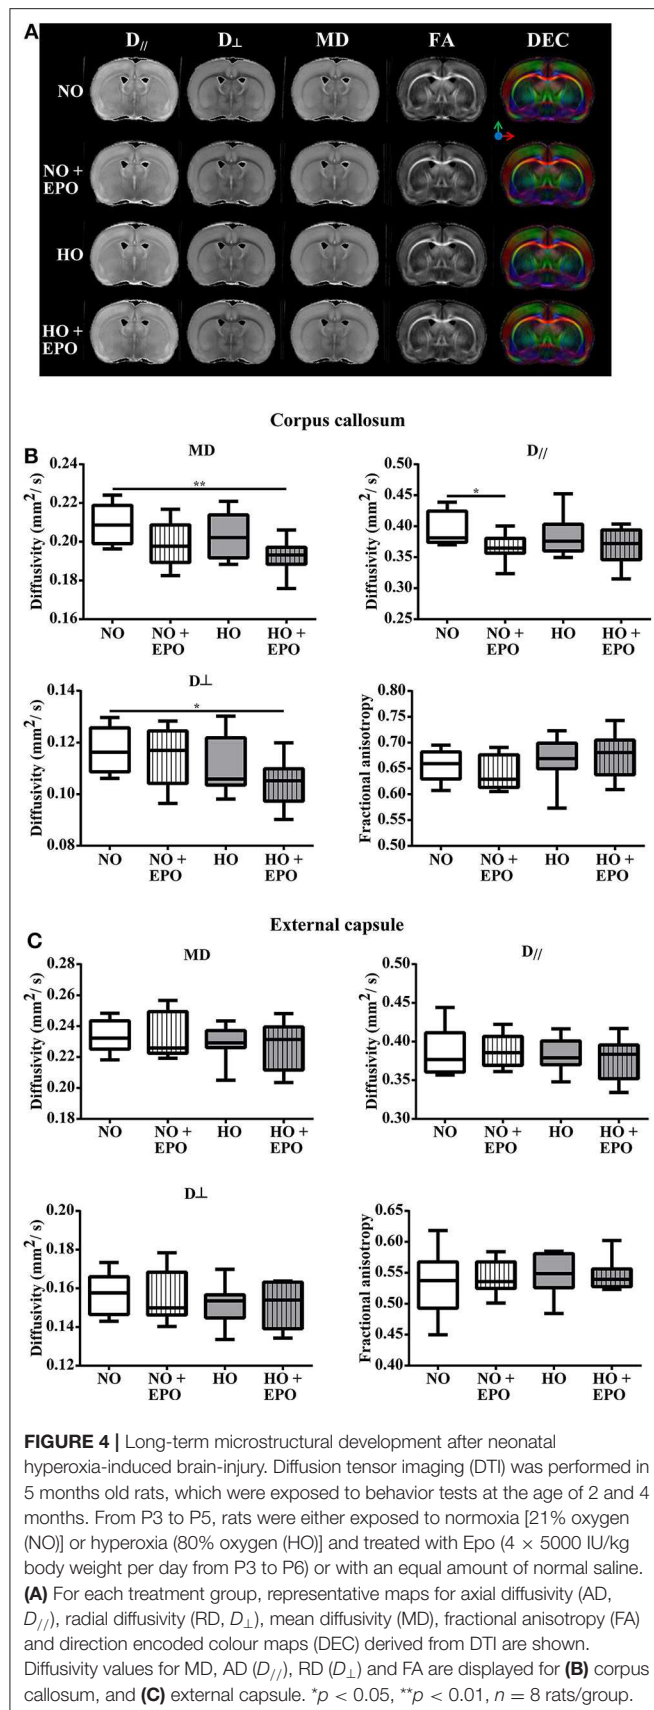 A
D// D⊥ MD FA DEC
NO
NO +
EPO
HO
HO +
EPO
Corpus callosum
B
MD
Diffusivity (mm²/ s)
0.24
0.22
0.20
0.18
0.16
**
NO NO + HO HO +
EPO EPO
D//
Diffusivity (mm²/ s)
0.50
0.45
0.40
0.35
0.30
0.25
*
NO NO + HO HO +
EPO EPO
D⊥
Diffusivity (mm²/ s)
0.14
0.12
0.10
0.08
*
NO NO + HO HO +
EPO EPO
Fractional anisotropy
0.80
0.75
0.70
0.65
0.60
0.55
0.50
NO NO + HO HO +
EPO EPO
External capsule
C
MD
Diffusivity (mm²/ s)
0.28
0.26
0.24
0.22
0.20
0.18
NO NO + HO HO +
EPO EPO
D//
Diffusivity (mm²/ s)
0.50
0.45
0.40
0.35
0.30
NO NO + HO HO +
EPO EPO
D⊥
Diffusivity (mm²/ s)
0.20
0.18
0.16
0.14
0.12
NO NO + HO HO +
EPO EPO
Fractional anisotropy
0.65
0.60
0.55
0.50
0.45
0.40
NO NO + HO HO +
EPO EPO
FIGURE 4 | Long-term microstructural development after neonatal
hyperoxia-induced brain-injury. Diffusion tensor imaging (DTI) was performed in
5 months old rats, which were exposed to behavior tests at the age of 2 and 4
months. From P3 to P5, rats were either exposed to normoxia [21% oxygen
(NO)] or hyperoxia (80% oxygen (HO)] and treated with Epo (4 × 5000 IU/kg
body weight per day from P3 to P6) or with an equal amount of normal saline.
(A) For each treatment group, representative maps for axial diffusivity (AD,
D//), radial diffusivity (RD, D⊥), mean diffusivity (MD), fractional anisotropy (FA)
and direction encoded colour maps (DEC) derived from DTI are shown.
Diffusivity values for MD, AD (D//), RD (D⊥) and FA are displayed for (B) corpus
callosum, and (C) external capsule. *p < 0.05, **p < 0.01, n = 8 rats/group.